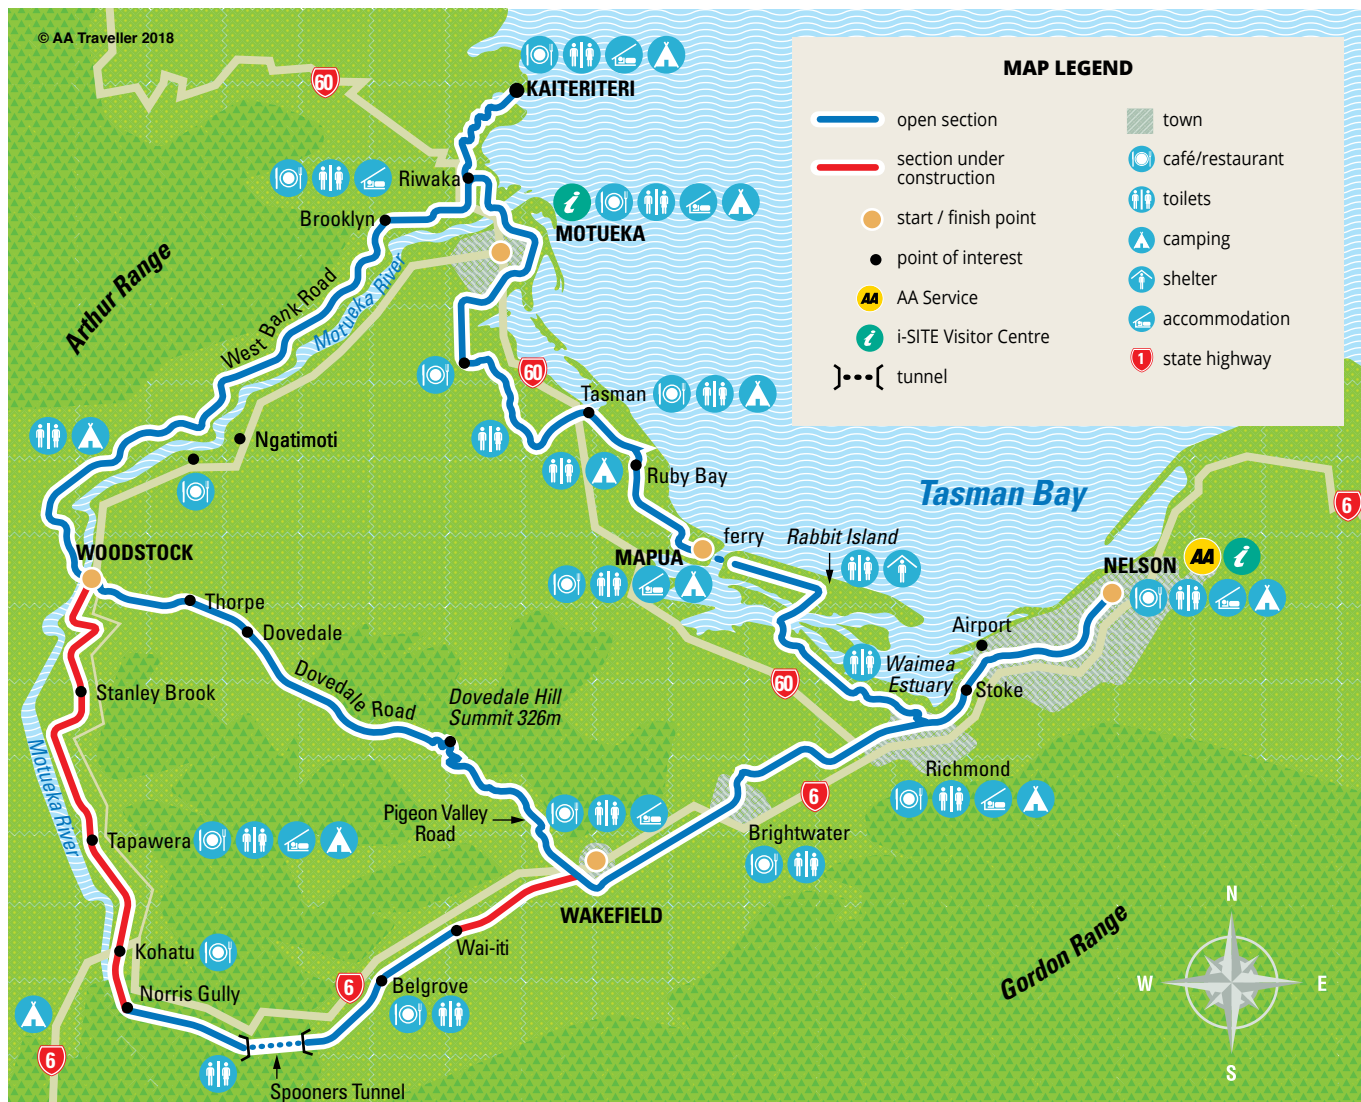 © AA Traveller 2018
60
KAITERITERI
MAP LEGEND
open section
section under
construction
start / finish point
point of interest
AA
AA Service
i
i-SITE Visitor Centre
tunnel
town
café/restaurant
toilets
camping
shelter
accommodation
1
state highway
Riwaka
Brooklyn
i
MOTUEKA
Arthur Range
West Bank Road
Motueka River
60
Tasman
Ngatimoti
Ruby Bay
Tasman Bay
6
WOODSTOCK
MAPUA
ferry
Rabbit Island
NELSON
AA
i
Thorpe
Dovedale
Airport
Dovedale Road
Waimea
Estuary
Stoke
60
Stanley Brook
Dovedale Hill
Summit 326m
Motueka River
Richmond
6
Pigeon Valley
Road
Brightwater
Tapawera
WAKEFIELD
Wai-iti
Kohatu
Gordon Range
Norris Gully
6
Belgrove
6
Spooners Tunnel
N
W
E
S